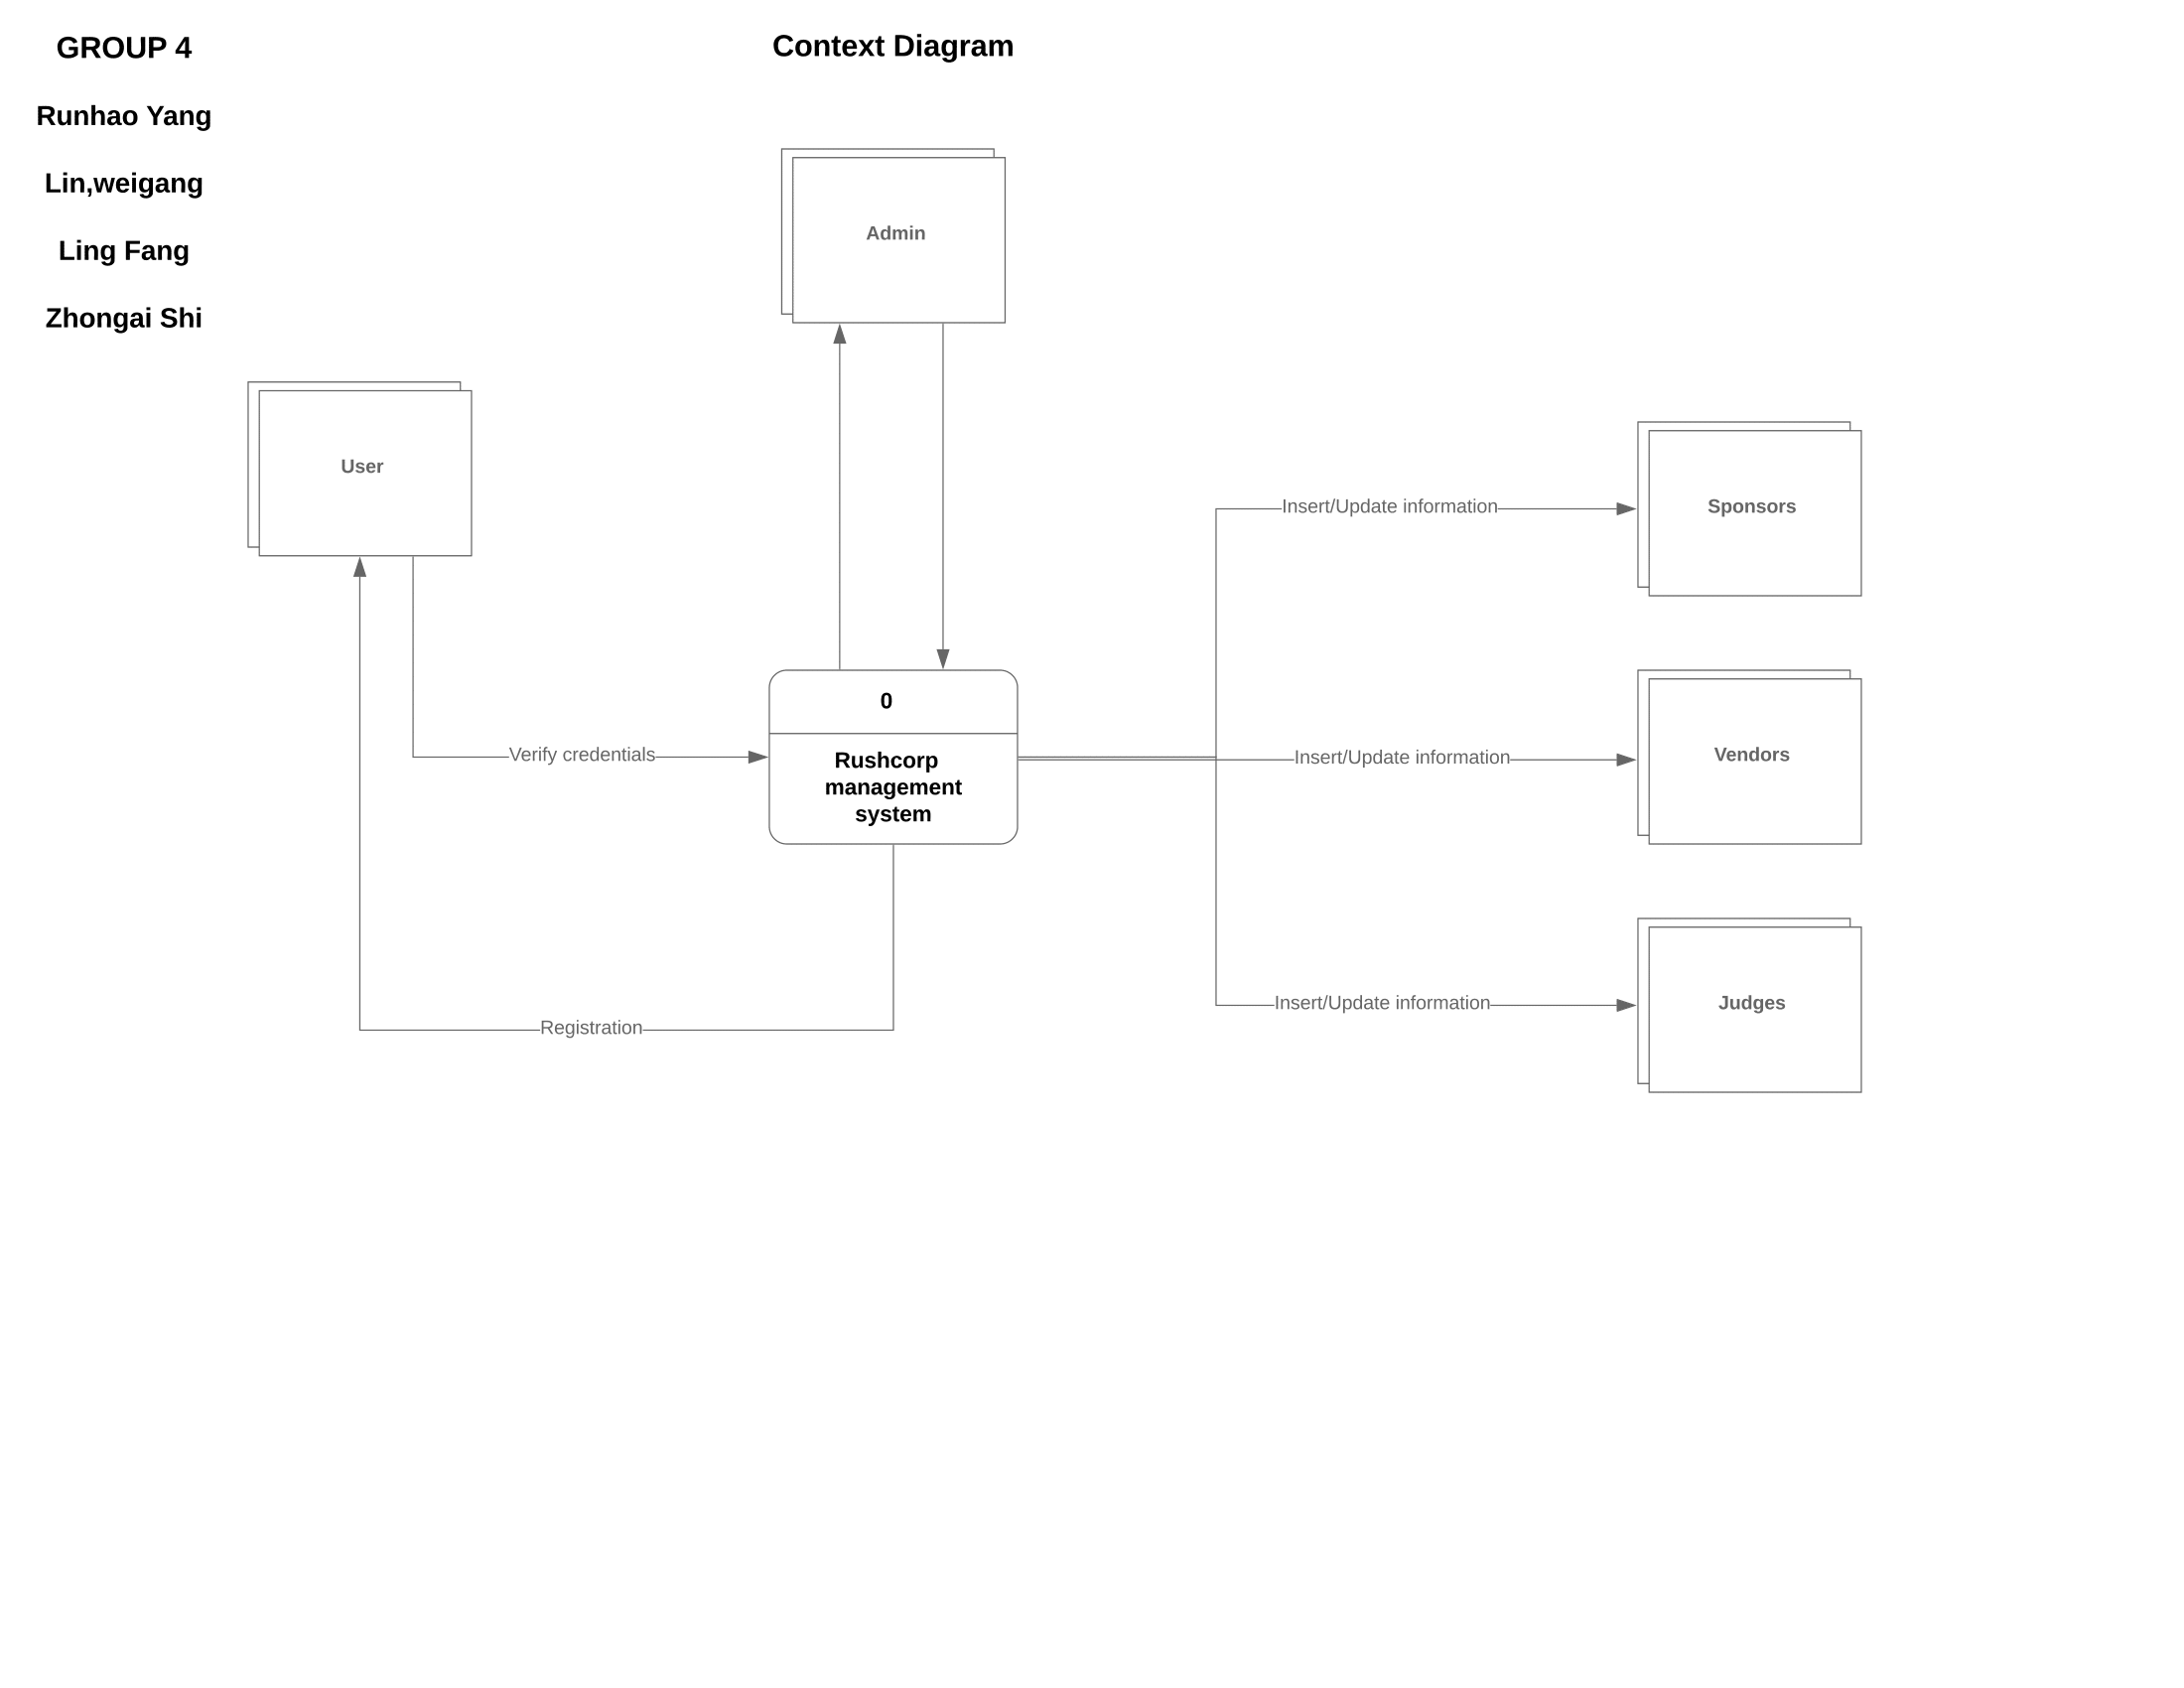 GROUP 4
Context Diagram
Runhao Yang
Lin,weigang
Ling Fang
Zhongai Shi
Admin
User
Insert/Update information
Sponsors
0
Verify credentials
Rushcorp
management
system
Insert/Update information
Vendors
Insert/Update information
Judges
Registration